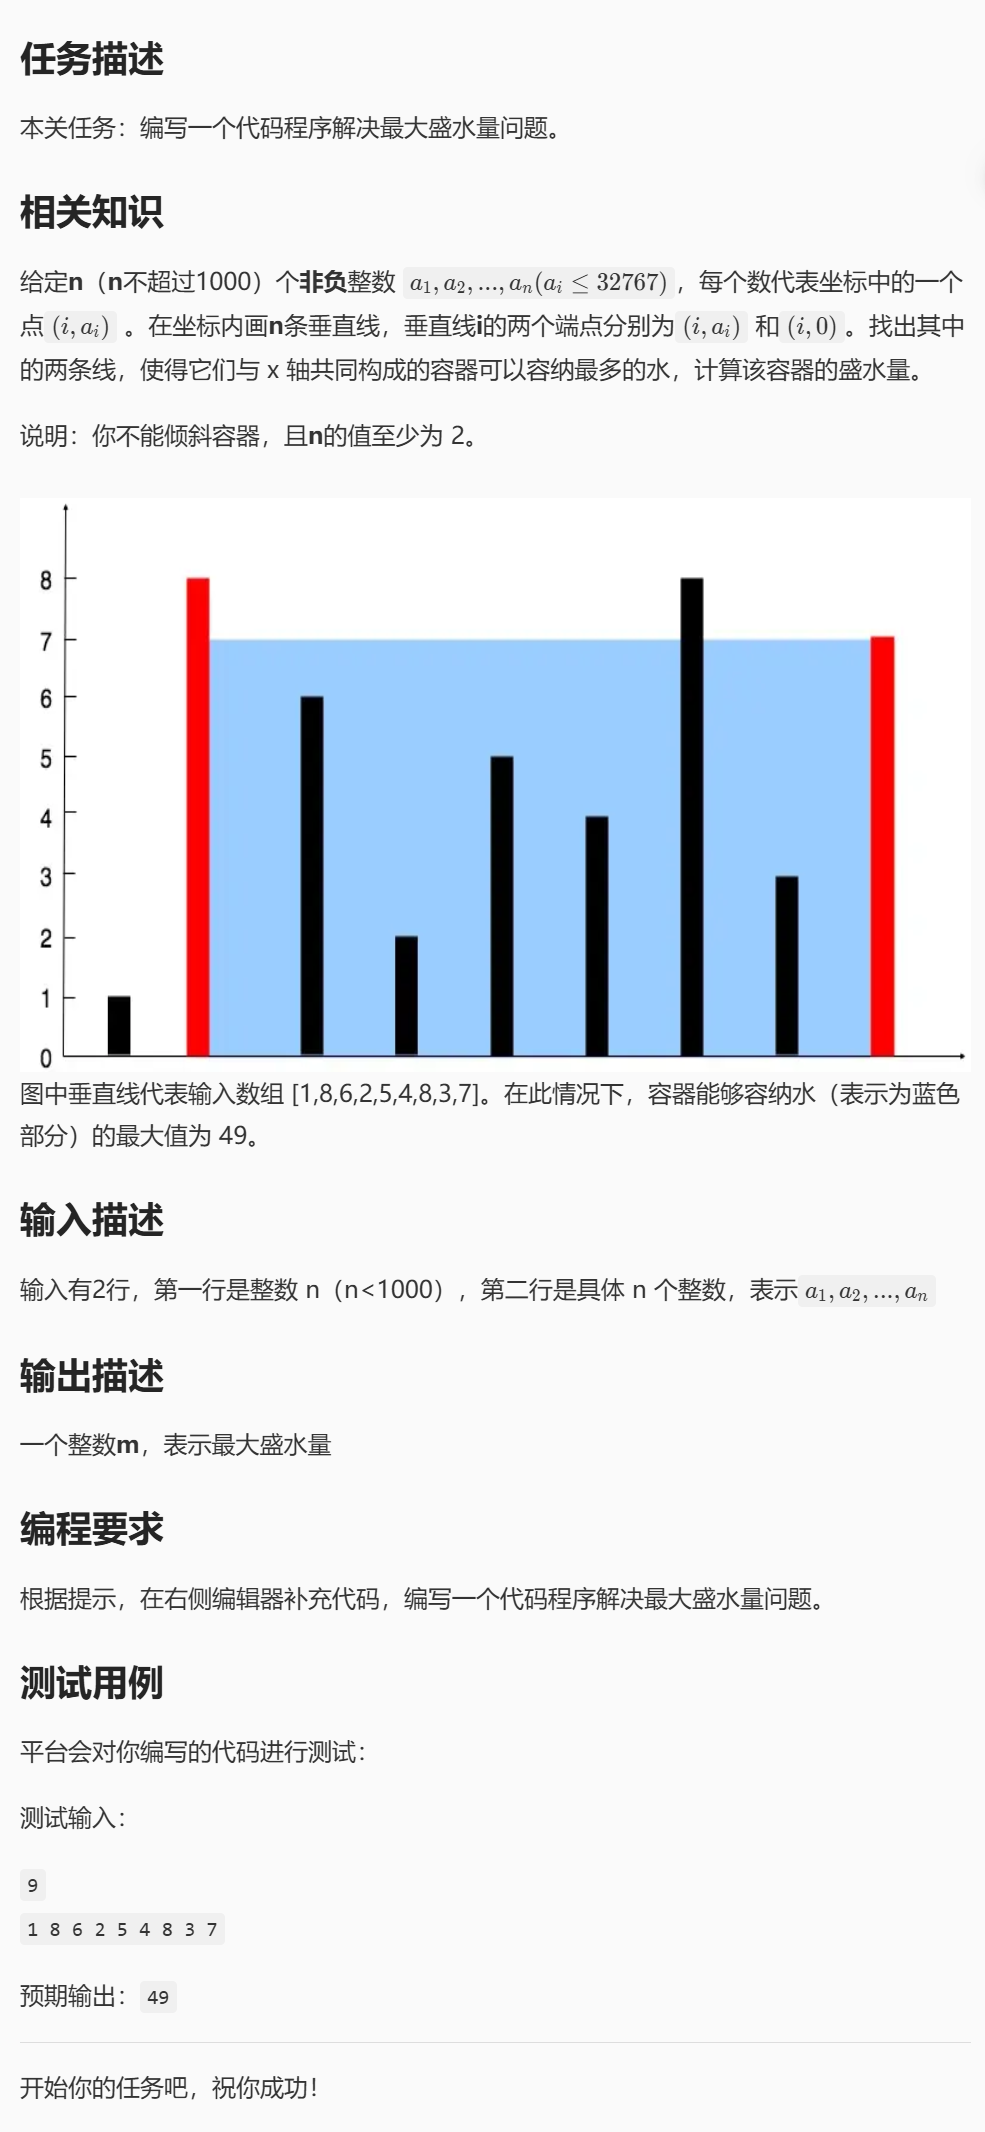 任务描述
本关任务：编写一个代码程序解决最大盛水量问题。
相关知识
给定n（n不超过1000）个非负整数 a₁,a₂,...,aₙ(aᵢ ≤ 32767)，每个数代表坐标中的一个
点(i,aᵢ) 。在坐标内画n条垂直线，垂直线i的两个端点分别为(i,aᵢ) 和(i,0)。找出其中
的两条线，使得它们与 x 轴共同构成的容器可以容纳最多的水，计算该容器的盛水量。
说明：你不能倾斜容器，且n的值至少为 2。
8
7
6
5
4
3
2
1
0
图中垂直线代表输入数组 [1,8,6,2,5,4,8,3,7]。在此情况下，容器能够容纳水（表示为蓝色
部分）的最大值为 49。
输入描述
输入有2行，第一行是整数 n（n<1000），第二行是具体 n 个整数，表示a₁,a₂,...,aₙ
输出描述
一个整数m，表示最大盛水量
编程要求
根据提示，在右侧编辑器补充代码，编写一个代码程序解决最大盛水量问题。
测试用例
平台会对你编写的代码进行测试：
测试输入：
9
1 8 6 2 5 4 8 3 7
预期输出：49
开始你的任务吧，祝你成功！